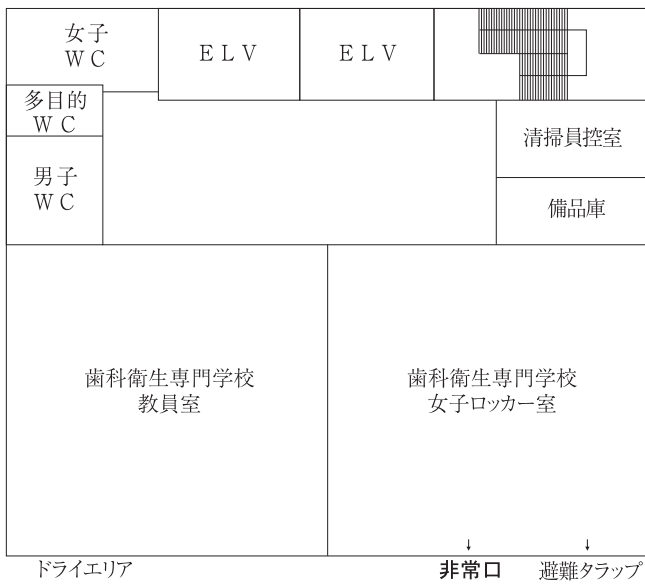 女子
ＷＣ
ＥＬＶ
ＥＬＶ
多目的
ＷＣ
清掃員控室
男子
ＷＣ
備品庫
歯科衛生専門学校
教員室
歯科衛生専門学校
女子ロッカー室
ドライエリア
非常口
避難タラップ